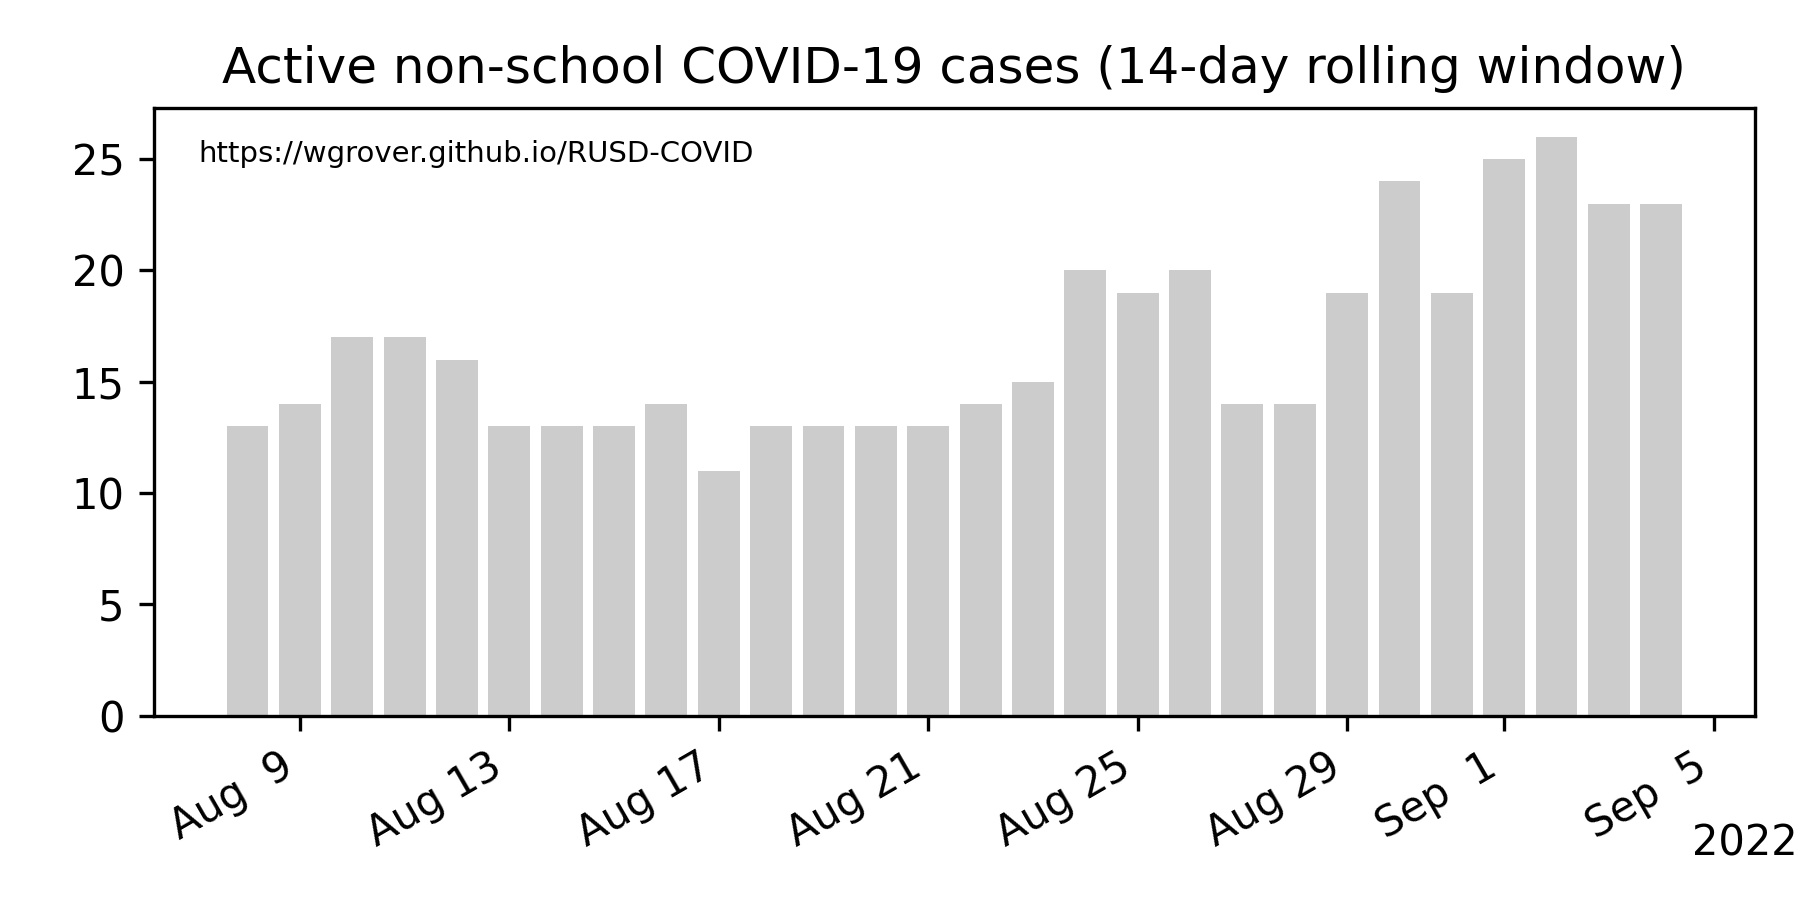 Active non-school COVID-19 cases (14-day rolling window)
https://wgrover.github.io/RUSD-COVID
25
20
15
10
5
0
Aug 9
Aug 13
Aug 17
Aug 21
Aug 25
Aug 29
Sep 1
Sep 5
2022